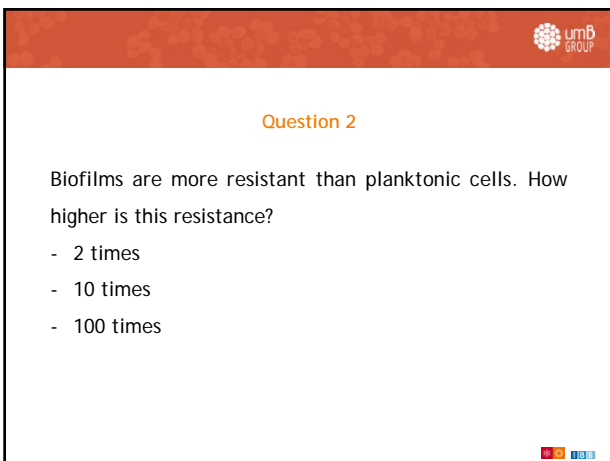 umB
GROUP
Question 2
Biofilms are more resistant than planktonic cells. How
higher is this resistance?
- 2 times
- 10 times
- 100 times
IBB